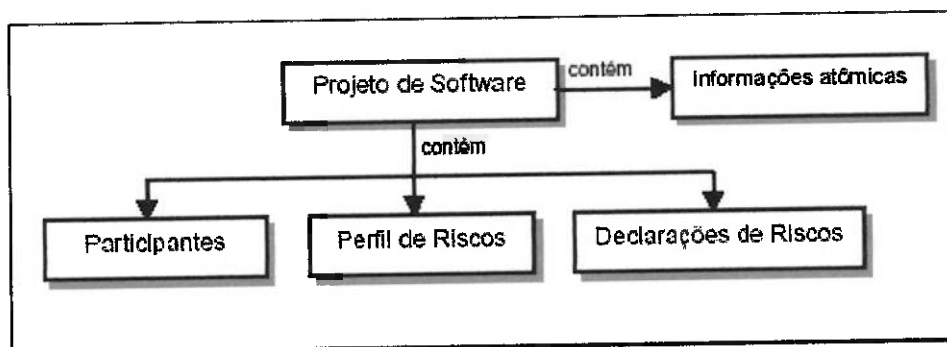 Projeto de Software
contém
Informações atômicas
contém
Participantes
Perfil de Riscos
Declarações de Riscos